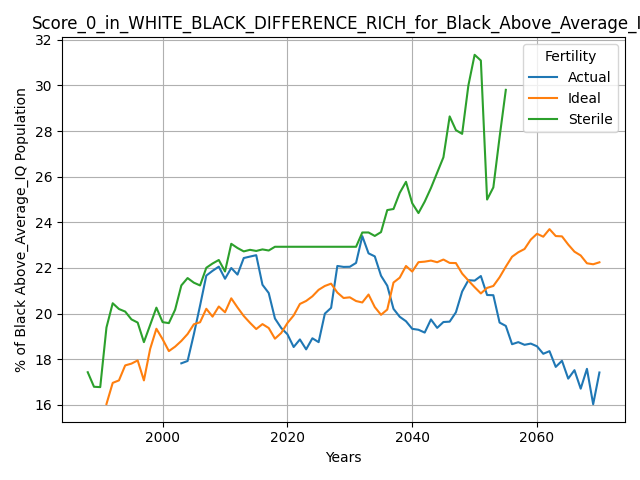 Score_0_in_WHITE_BLACK_DIFFERENCE_RICH_for_Black_Above_Average_I
32
30
28
26
24
22
20
18
16
% of Black Above_Average_IQ Population
Fertility
Actual
Ideal
Sterile
2000
2020
2040
2060
Years